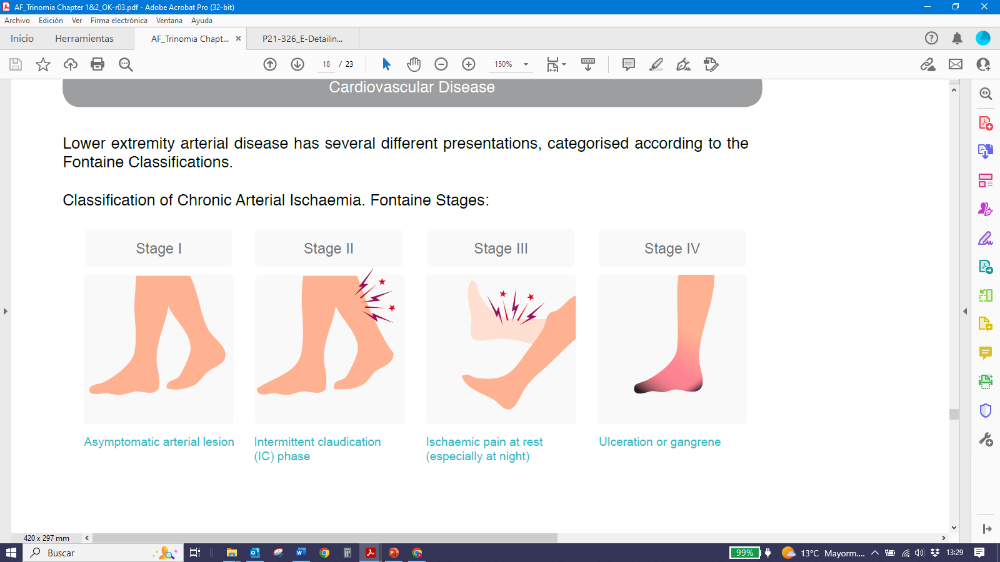 AF_Trinomia Chapter 1&2_OK-r03.pdf - Adobe Acrobat Pro (32-bit)
Archivo Edición Ver Firma electrónica Ventana Ayuda
Inicio Herramientas AF_Trinomia Chapt... × P21-326_E-Detailin...
18 / 23 150%
Cardiovascular Disease
Lower extremity arterial disease has several different presentations, categorised according to the
Fontaine Classifications.
Classification of Chronic Arterial Ischaemia. Fontaine Stages:
Stage I Stage II Stage III Stage IV
Asymptomatic arterial lesion Intermittent claudication Ischaemic pain at rest Ulceration or gangrene
(IC) phase (especially at night)
420 x 297 mm
Buscar 99% 13°C Mayorm.... 13:29